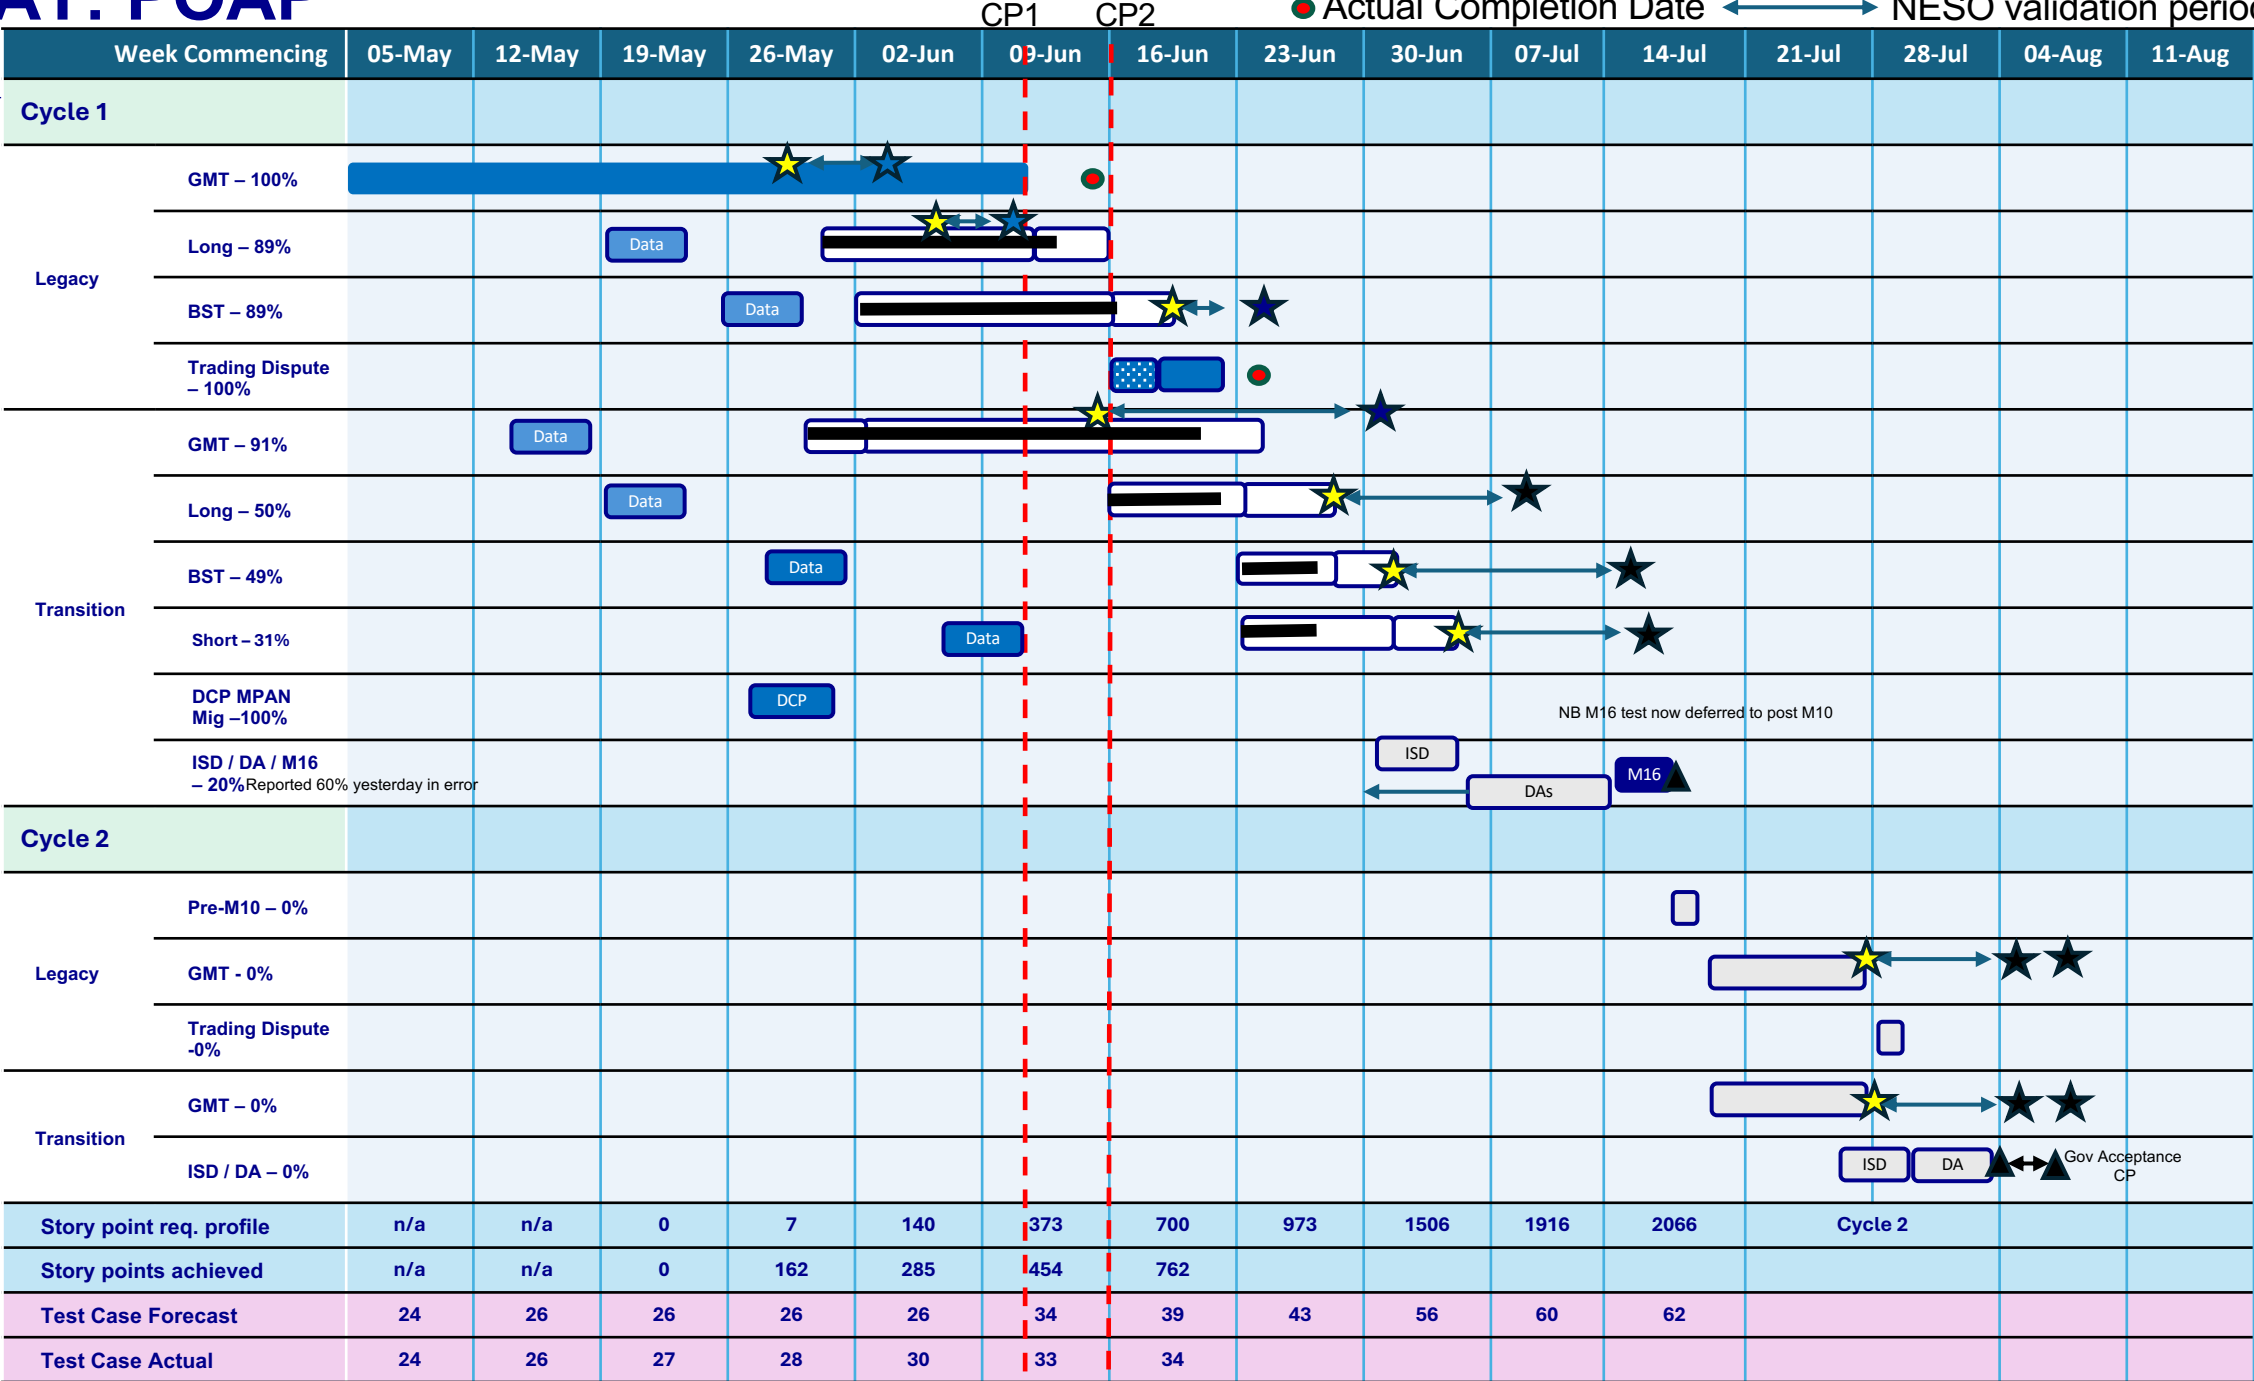 AT: POAP
CP1 CP2
Actual Completion Date NESO validation period
Week Commencing 05-May 12-May 19-May 26-May 02-Jun 09-Jun 16-Jun 23-Jun 30-Jun 07-Jul 14-Jul 21-Jul 28-Jul 04-Aug 11-Aug
Cycle 1
Legacy
GMT – 100%
Long – 89%
Data
BST – 89%
Data
Trading Dispute
– 100%
Transition
GMT – 91%
Data
Long – 50%
Data
BST – 49%
Data
Short – 31%
Data
DCP MPAN
Mig –100%
DCP
NB M16 test now deferred to post M10
ISD / DA / M16
– 20% Reported 60% yesterday in error
ISD
DAs
M16
Cycle 2
Legacy
Pre-M10 – 0%
GMT - 0%
Trading Dispute
-0%
Transition
GMT – 0%
ISD / DA – 0%
ISD
DA
Gov Acceptance
CP
Story point req. profile n/a n/a 0 7 140 373 700 973 1506 1916 2066 Cycle 2
Story points achieved n/a n/a 0 162 285 454 762
Test Case Forecast 24 26 26 26 26 34 39 43 56 60 62
Test Case Actual 24 26 27 28 30 33 34